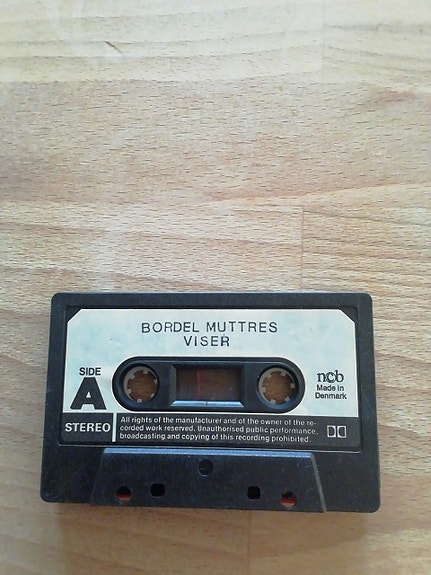 BORDEL MUTTRES
VISER
SIDE
A
ncb
Made in
Denmark
STEREO
All rights of the manufacturer and of the owner of the re-
corded work reserved. Unauthorised public performance,
broadcasting and copying of this recording prohibited.